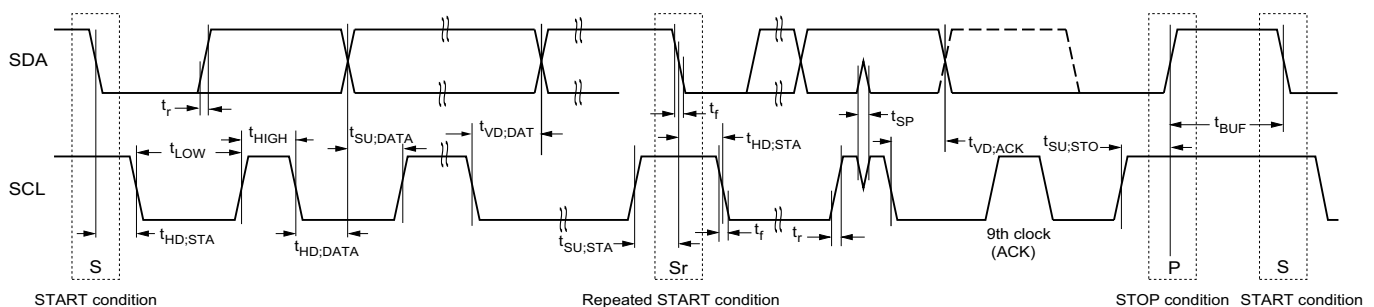 SDA
t_r
t_f
t_SP
t_BUF
t_LOW
t_HIGH
t_SU;DATA
t_VD;DAT
t_HD;STA
t_VD;ACK
t_SU;STO
SCL
t_HD;STA
t_HD;DATA
t_SU;STA
t_f
t_r
9th clock
(ACK)
S
Sr
P
S
START condition
Repeated START condition
STOP condition
START condition